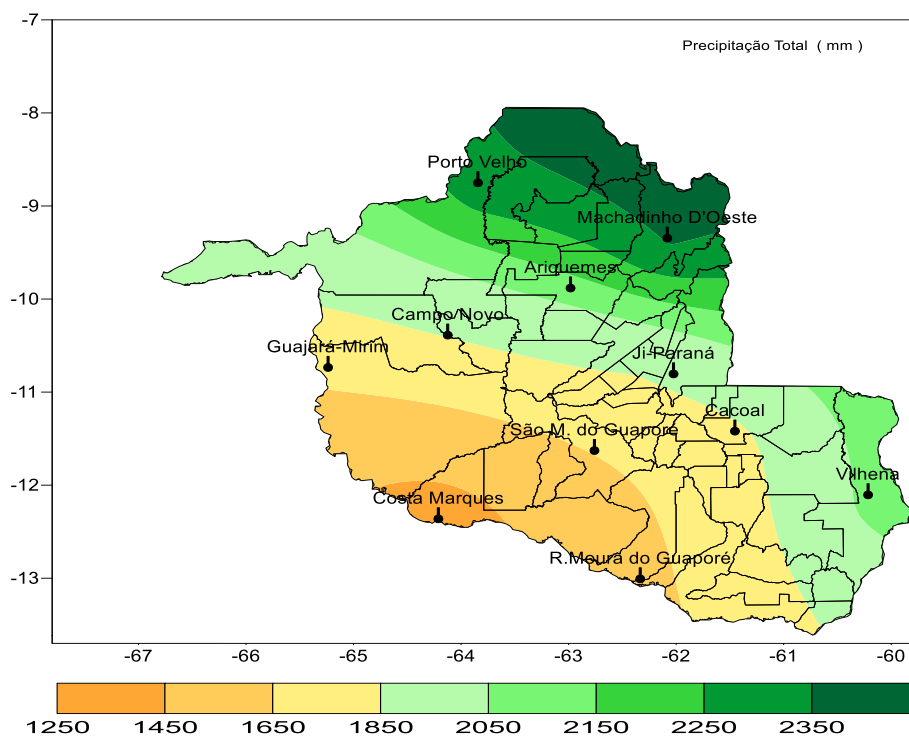 Precipitação Total ( mm )
-7
-8
Porto Velho
-9
Machadinho D'Oeste
Ariquemes
-10
Campo Novo
Guajará-Mirim
Ji-Paraná
-11
Cacoal
São M. do Guaporé
Vilhena
-12
Costa Marques
R.Moura do Guaporé
-13
-67 -66 -65 -64 -63 -62 -61 -60
1250 1450 1650 1850 2050 2150 2250 2350